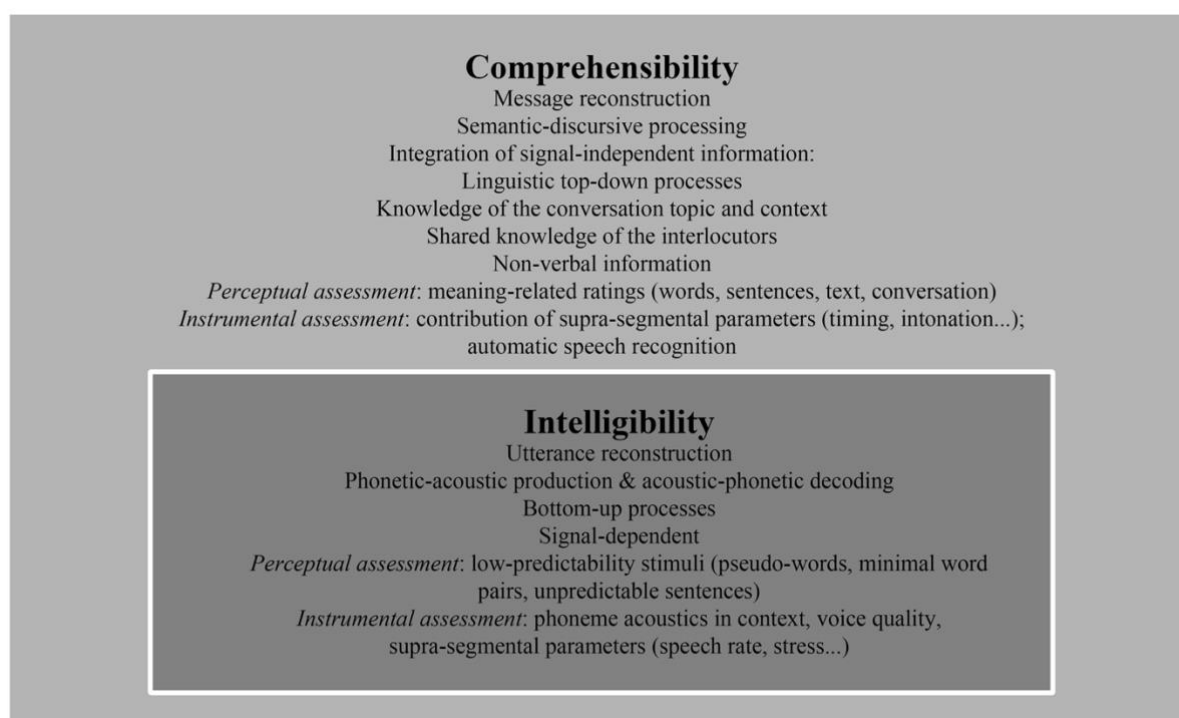 Comprehensibility
Message reconstruction
Semantic-discursive processing
Integration of signal-independent information:
Linguistic top-down processes
Knowledge of the conversation topic and context
Shared knowledge of the interlocutors
Non-verbal information
Perceptual assessment: meaning-related ratings (words, sentences, text, conversation)
Instrumental assessment: contribution of supra-segmental parameters (timing, intonation...);
automatic speech recognition
Intelligibility
Utterance reconstruction
Phonetic-acoustic production & acoustic-phonetic decoding
Bottom-up processes
Signal-dependent
Perceptual assessment: low-predictability stimuli (pseudo-words, minimal word
pairs, unpredictable sentences)
Instrumental assessment: phoneme acoustics in context, voice quality,
supra-segmental parameters (speech rate, stress...)